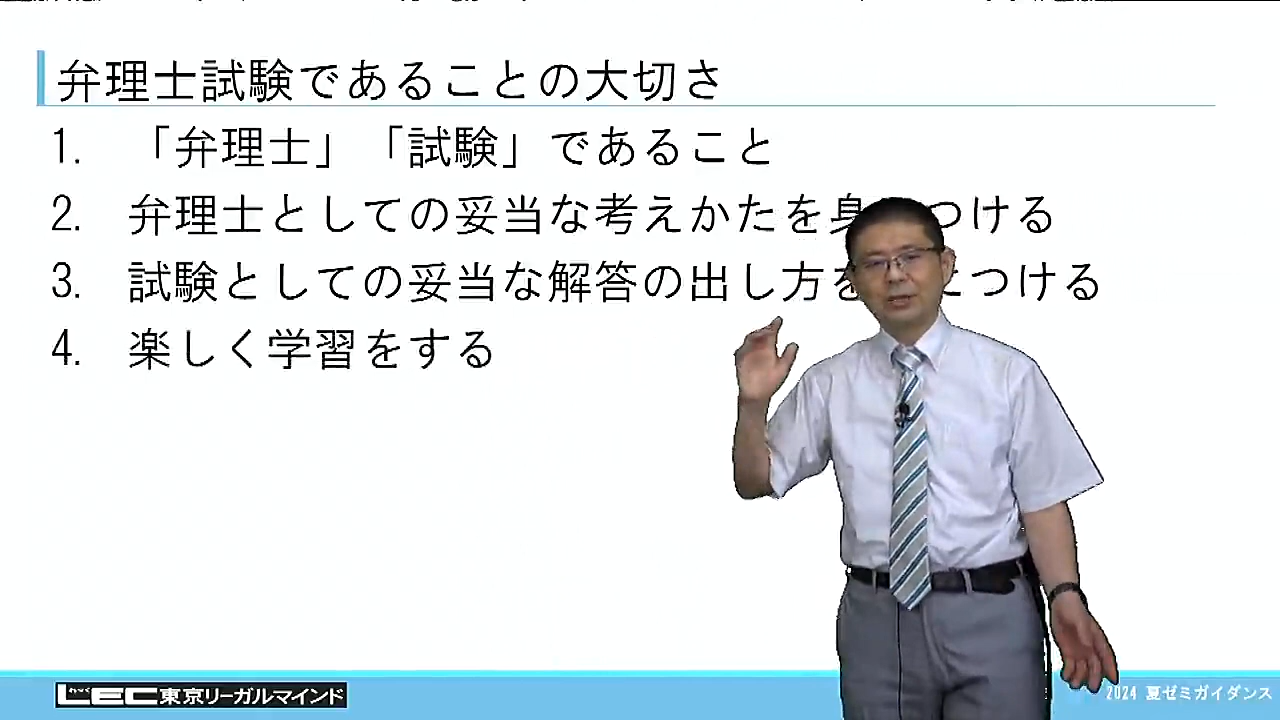 弁理士試験であることの大切さ
1. 「弁理士」「試験」であること
2. 弁理士としての妥当な考えかたを身 つける
3. 試験としての妥当な解答の出し方を につける
4. 楽しく学習をする
LEC東京リーガルマインド
2024 夏ゼミガイダンス